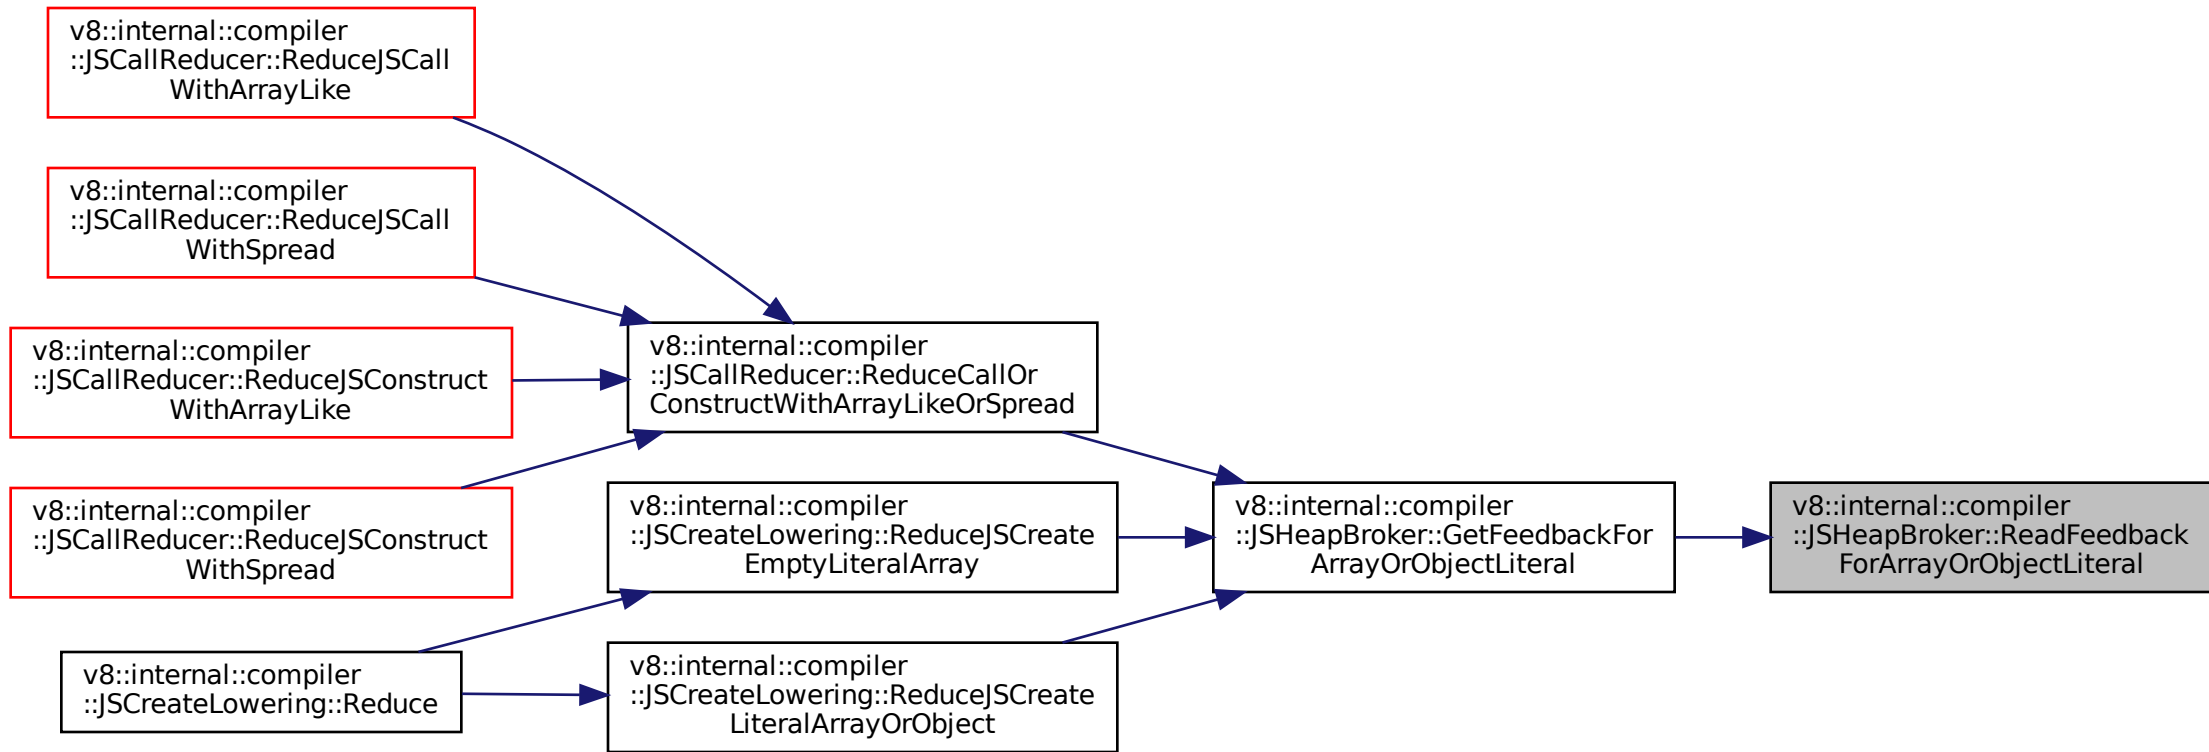 v8::internal::compiler
::JSCallReducer::ReduceJSCall
WithArrayLike
v8::internal::compiler
::JSCallReducer::ReduceJSCall
WithSpread
v8::internal::compiler
::JSCallReducer::ReduceJSConstruct
WithArrayLike
v8::internal::compiler
::JSCallReducer::ReduceJSConstruct
WithSpread
v8::internal::compiler
::JSCreateLowering::Reduce
v8::internal::compiler
::JSCallReducer::ReduceCallOr
ConstructWithArrayLikeOrSpread
v8::internal::compiler
::JSCreateLowering::ReduceJSCreate
EmptyLiteralArray
v8::internal::compiler
::JSCreateLowering::ReduceJSCreate
LiteralArrayOrObject
v8::internal::compiler
::JSHeapBroker::GetFeedbackFor
ArrayOrObjectLiteral
v8::internal::compiler
::JSHeapBroker::ReadFeedback
ForArrayOrObjectLiteral